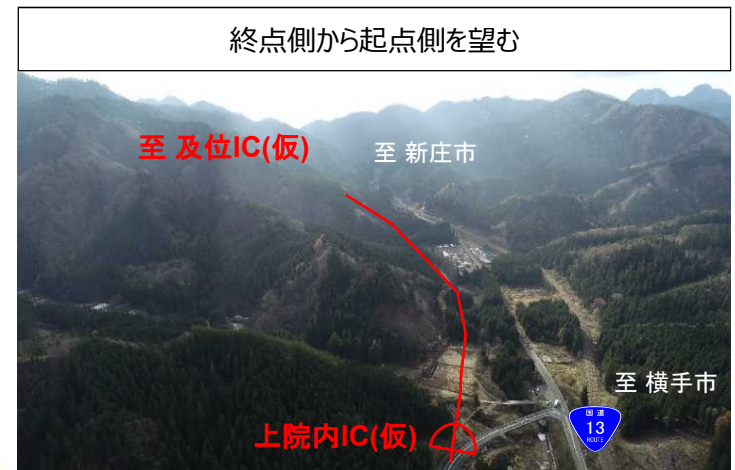 終点側から起点側を望む
至 及位IC(仮)
至 新庄市
至 横手市
上院内IC(仮)
国道
13
ROUTE